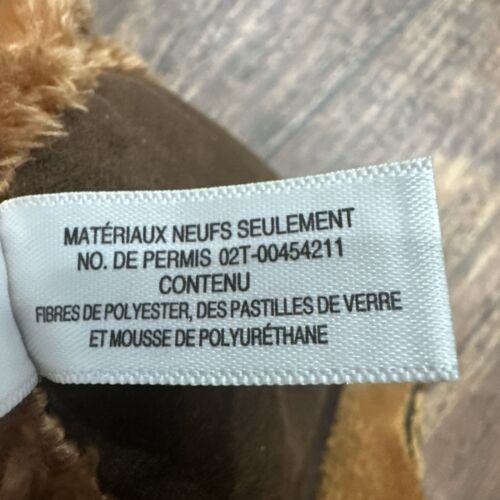 MATÉRIAUX NEUFS SEULEMENT
NO. DE PERMIS 02T-00454211
CONTENU
FIBRES DE POLYESTER, DES PASTILLES DE VERRE
ET MOUSSE DE POLYURÉTHANE